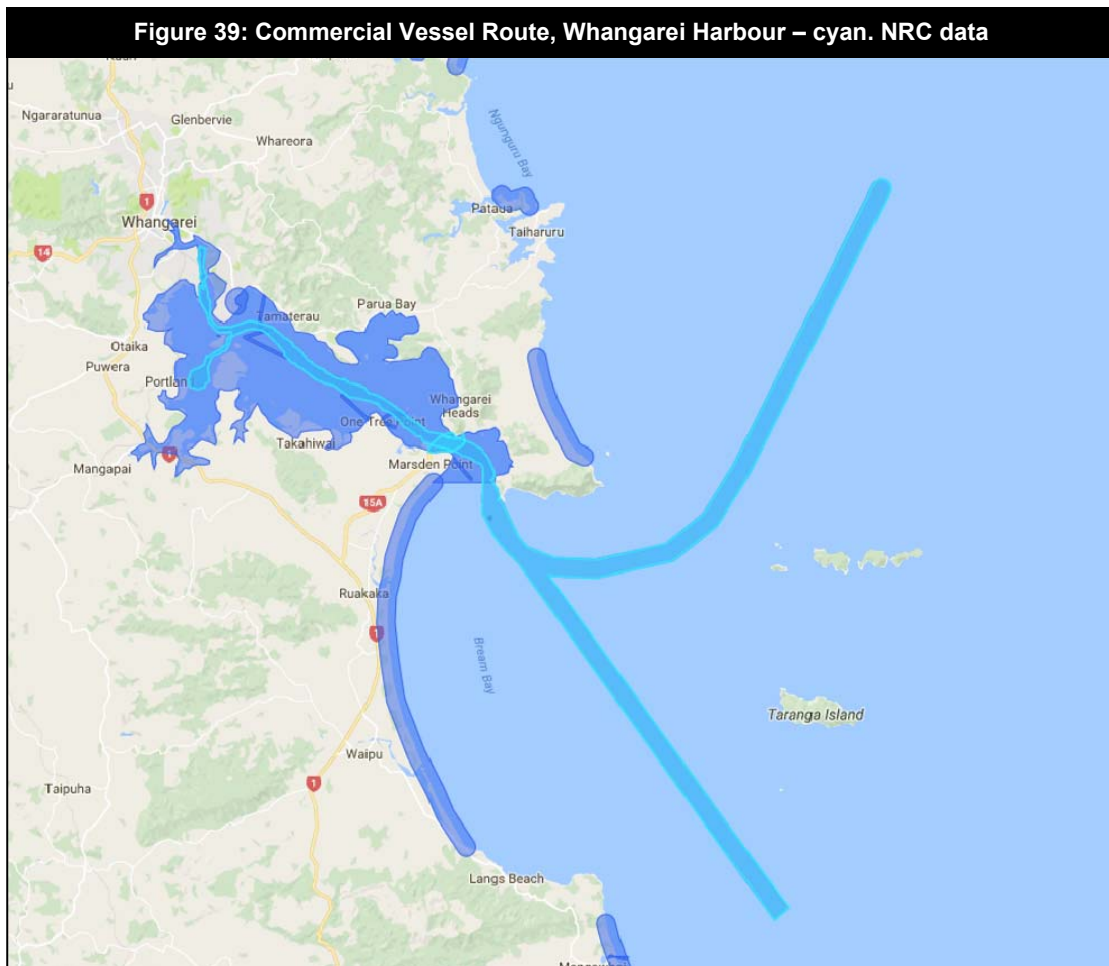 Figure 39: Commercial Vessel Route, Whangarei Harbour – cyan. NRC data
Ngararatunua
Glenbervie
Whareora
Ngunguru Bay
1
Whangarei
Pataua
Taiharuru
14
Parua Bay
Tamaterau
Otaika
Puwera
Portlan
Whangarei
Heads
One Tree Point
Takahiwai
Marsden Point
1
Mangapai
15A
Ruakaka
1
Bream Bay
Taranga Island
Waipu
1
Taipuha
Langs Beach